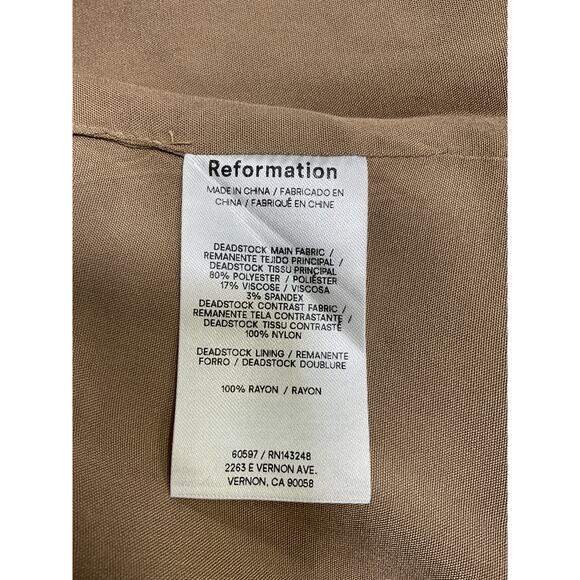 Reformation
MADE IN CHINA / FABRICADO EN
CHINA / FABRIQUÉ EN CHINE
DEADSTOCK MAIN FABRIC /
REMANENTE TEJIDO PRINCIPAL /
DEADSTOCK TISSU PRINCIPAL
80% POLYESTER / POLIÉSTER
17% VISCOSE / VISCOSA
3% SPANDEX
DEADSTOCK CONTRAST FABRIC /
REMANENTE TELA CONTRASTANTE /
DEADSTOCK TISSU CONTRASTÉ
100% NYLON
DEADSTOCK LINING / REMANENTE
FORRO / DEADSTOCK DOUBLURE
100% RAYON / RAYON
60597 / RN143248
2263 E VERNON AVE.
VERNON, CA 90058